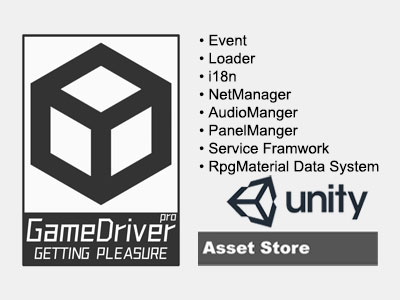 • Event
• Loader
• i18n
• NetManager
• AudioManger
• PanelManger
• Service Framwork
• RpgMaterial Data System
GameDriver pro
GETTING PLEASURE
unity
Asset Store